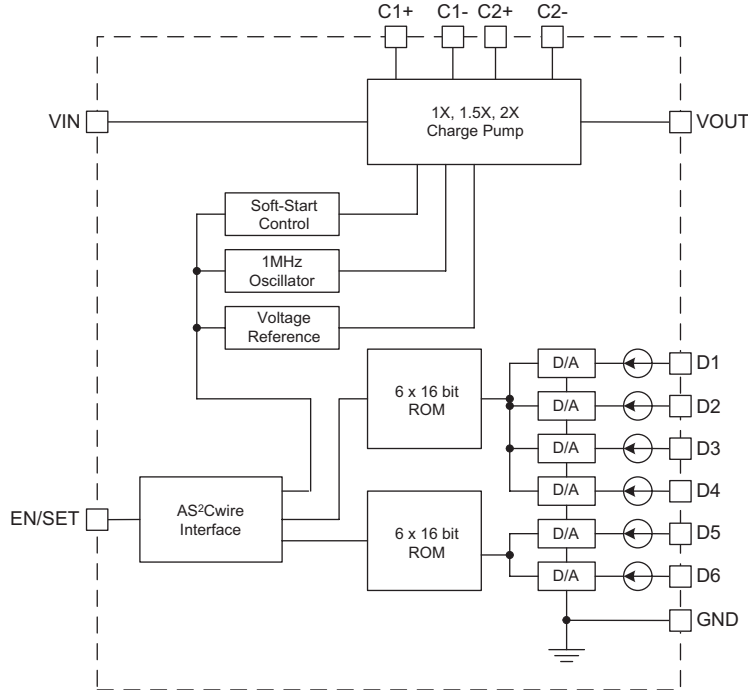 C1+ C1- C2+ C2-
1X, 1.5X, 2X
Charge Pump
VIN
VOUT
Soft-Start
Control
1MHz
Oscillator
Voltage
Reference
6 x 16 bit
ROM
D/A
D1
D/A
D2
D/A
D3
D/A
D4
AS²Cwire
Interface
EN/SET
6 x 16 bit
ROM
D/A
D5
D/A
D6
GND